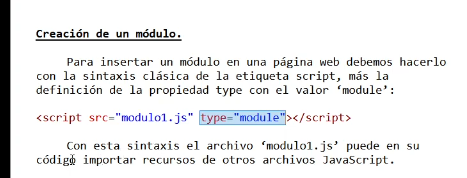 Creación de un módulo.
Para insertar un módulo en una página web debemos hacerlo
con la sintaxis clásica de la etiqueta script, más la
definición de la propiedad type con el valor ‘module’:
<script src="modulo1.js" type="module"></script>
Con esta sintaxis el archivo ‘modulo1.js’ puede en su
código importar recursos de otros archivos JavaScript.